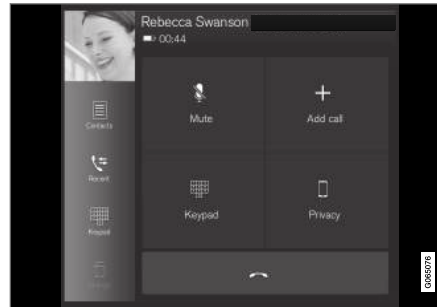 Rebecca Swanson
00:44
Mute
Add call
Contacts
Recent
Keypad
Privacy
Keypad
G065076